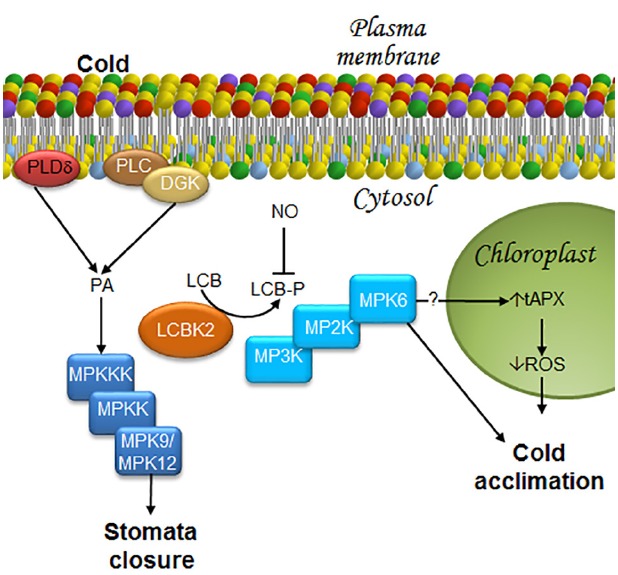 Cold
Plasma
membrane
PLDδ
PLC
DGK
Cytosol
NO
Chloroplast
PA
LCB
LCB-P
LCBK2
MPK6
?
↑tAPX
MP2K
MP3K
↓ROS
MPKKK
MPKK
MPK9/
MPK12
Cold
acclimation
Stomata
closure